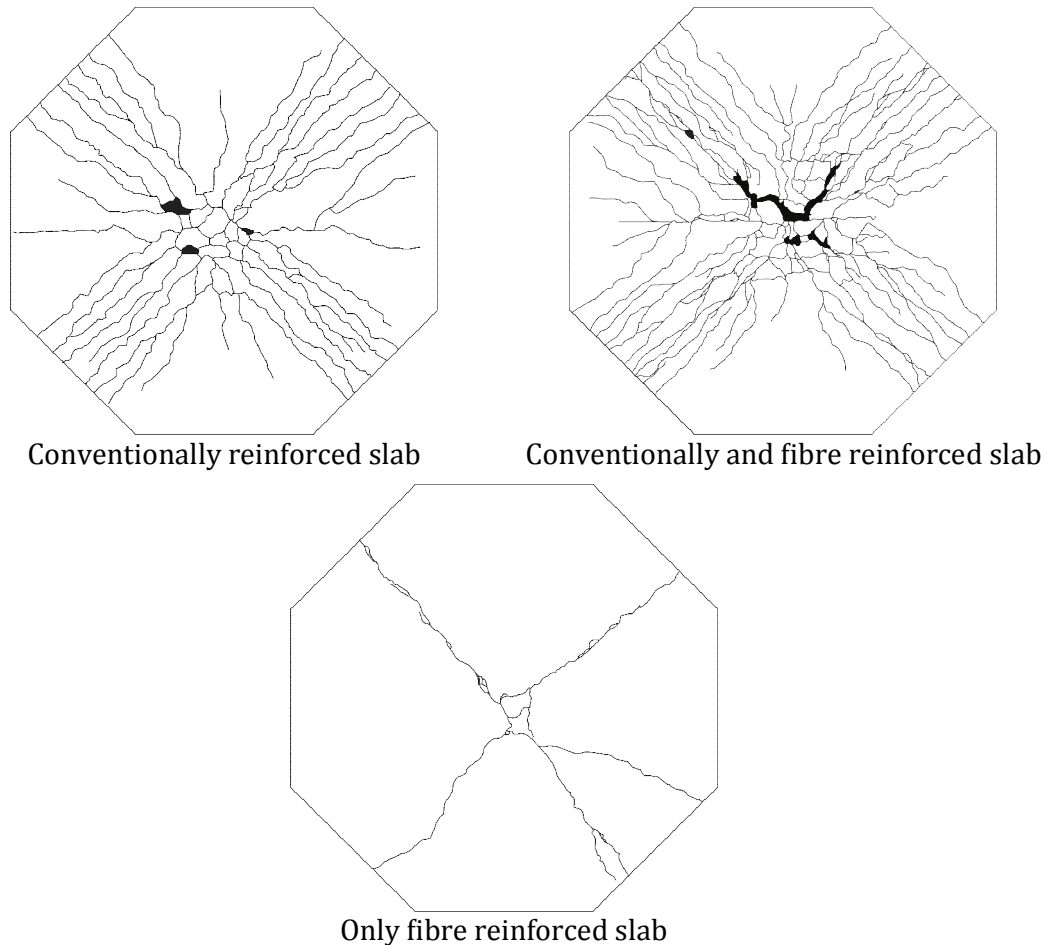 Conventionally reinforced slab
Conventionally and fibre reinforced slab
Only fibre reinforced slab